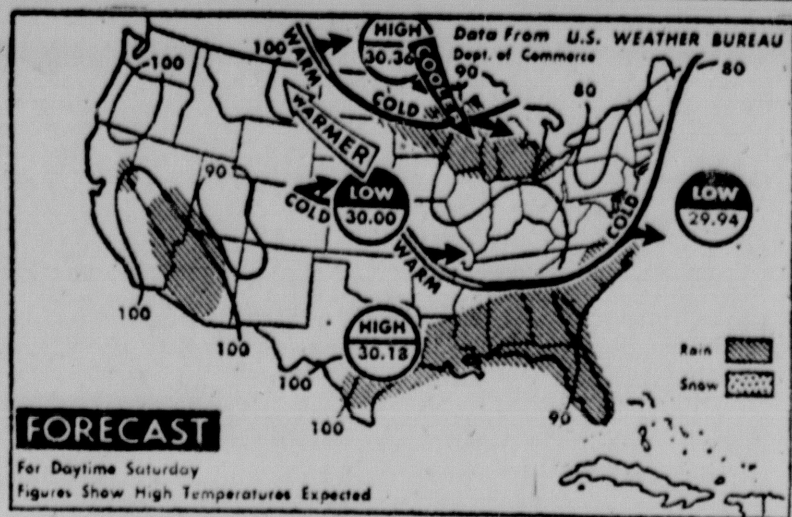 Data From U.S. WEATHER BUREAU
Dept. of Commerce
HIGH
30.36
COOLER
WARM
COLD
100
100
90
80
80
WARMER
90
COLD
LOW
30.00
WARM
COLD
LOW
29.94
HIGH
30.18
100
100
100
100
90
Rain
Snow
FORECAST
For Daytime Saturday
Figures Show High Temperatures Expected